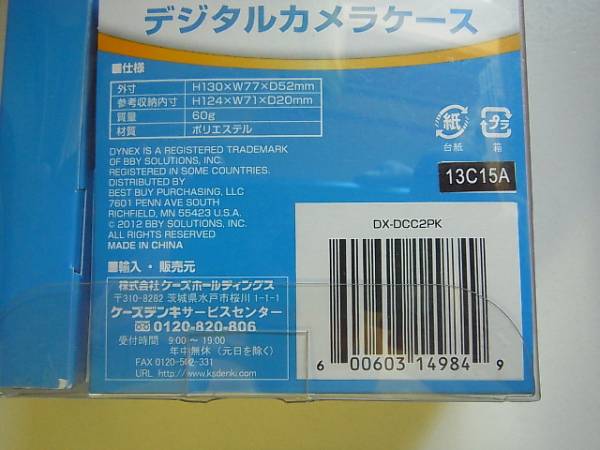 デジタルカメラケース
■仕様
外寸 H130×W77×D52mm
参考収納内寸 H124×W71×D20mm
質量 60g
材質 ポリエステル
DYNEX IS A REGISTERED TRADEMARK
OF BBY SOLUTIONS, INC.
REGISTERED IN SOME COUNTRIES.
DISTRIBUTED BY
BEST BUY PURCHASING, LLC
7601 PENN AVE SOUTH
RICHFIELD, MN 55423 U.S.A.
© 2012 BBY SOLUTIONS, INC.
ALL RIGHTS RESERVED
MADE IN CHINA
■輸入・販売元
株式会社ケーズホールディングス
〒310-8282 茨城県水戸市桜川1-1-1
ケーズデンキサービスセンター
0120-820-806
受付時間 9:00～19:00
年中無休（元日を除く）
FAX 0120-502-331
URL http://www.ksdenki.com
紙
台紙
プラ
箱
13C15A
DX-DCC2PK
6 00603 14984 9